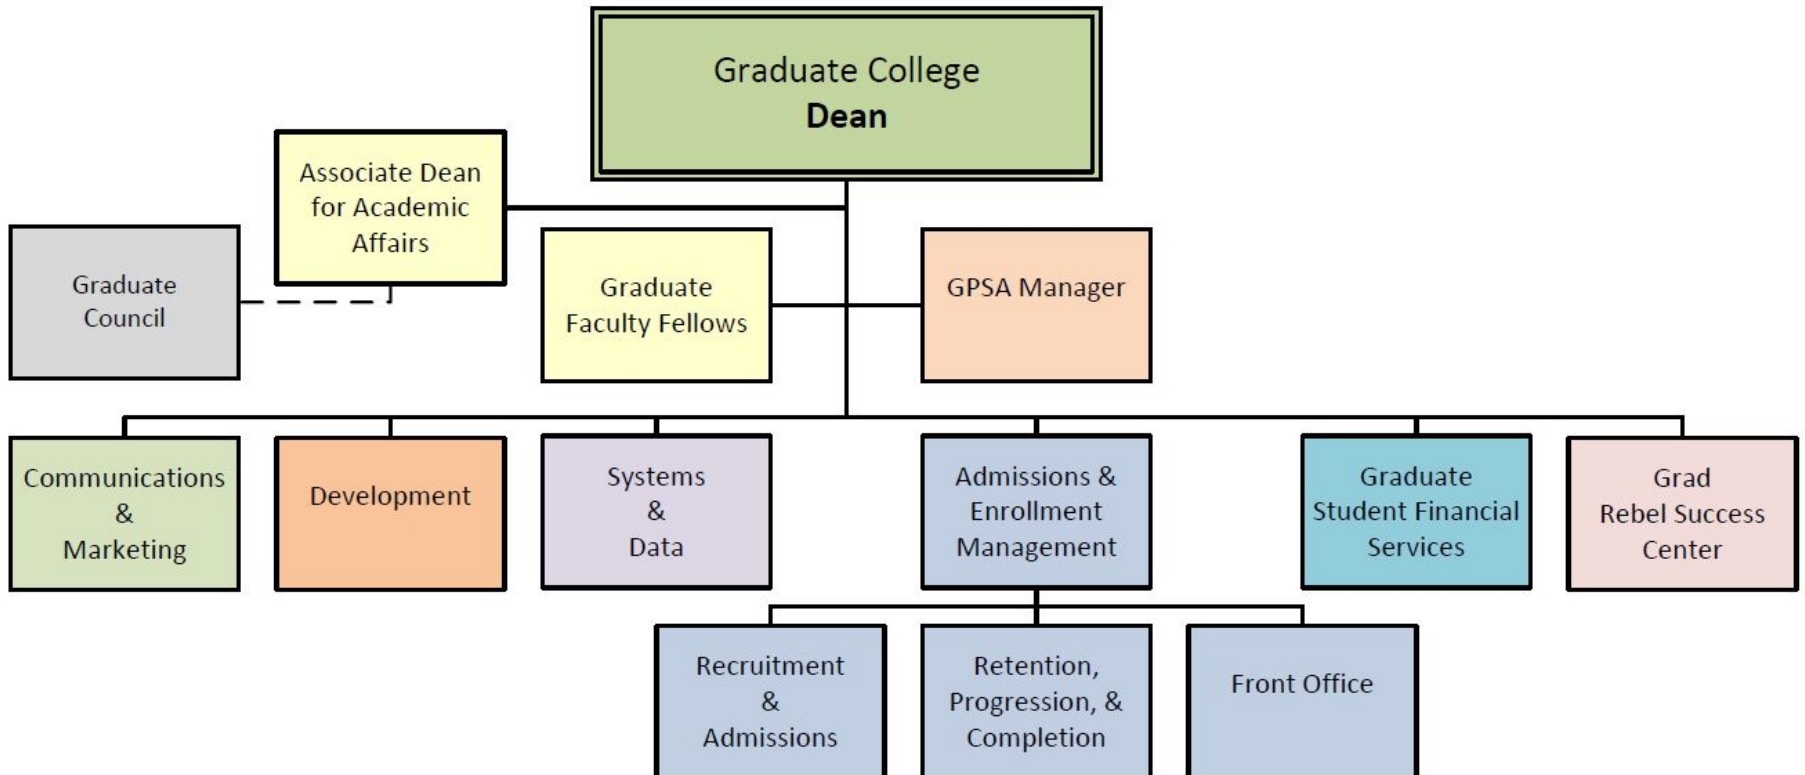 Graduate College
Dean
Associate Dean
for Academic
Affairs
Graduate
Council
Graduate
Faculty Fellows
GPSA Manager
Communications
&
Marketing
Development
Systems
&
Data
Admissions &
Enrollment
Management
Graduate
Student Financial
Services
Grad
Rebel Success
Center
Recruitment
&
Admissions
Retention,
Progression, &
Completion
Front Office